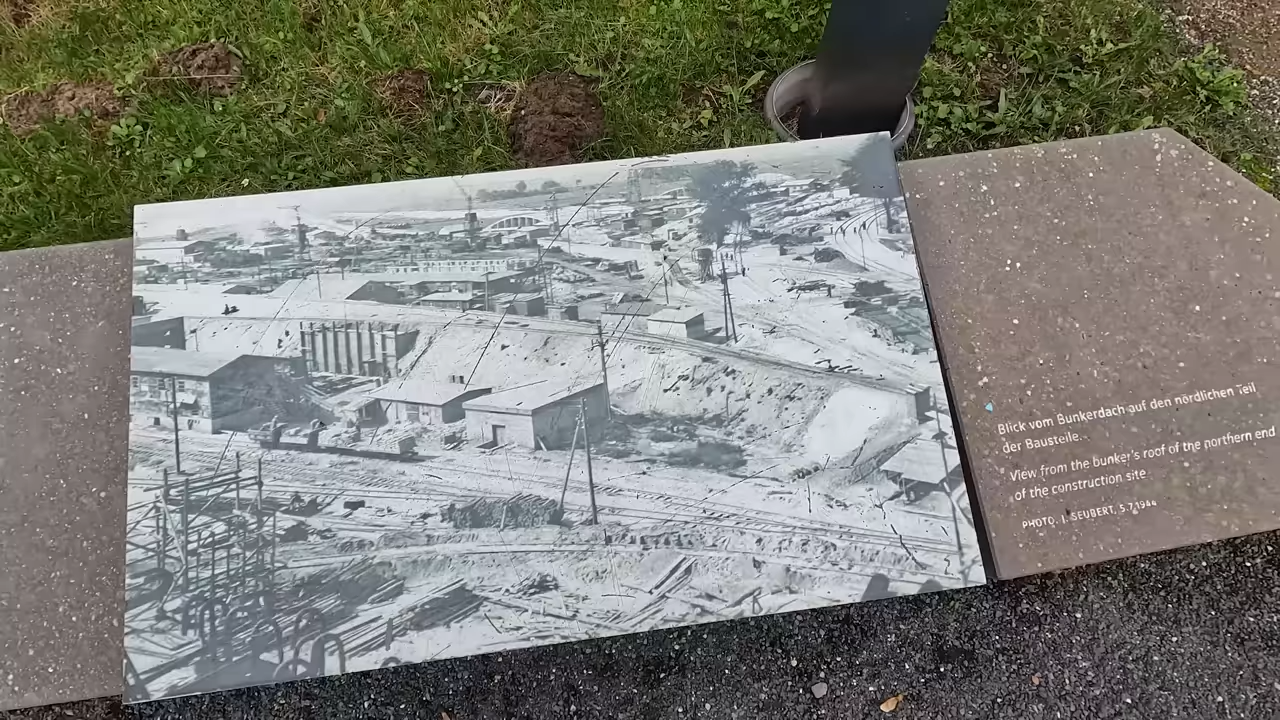 Blick vom Bunkerdach auf den nördlichen Teil
der Baustelle.
View from the bunker's roof of the northern end
of the construction site
PHOTO: J. SEUBERT, 5.7.1944